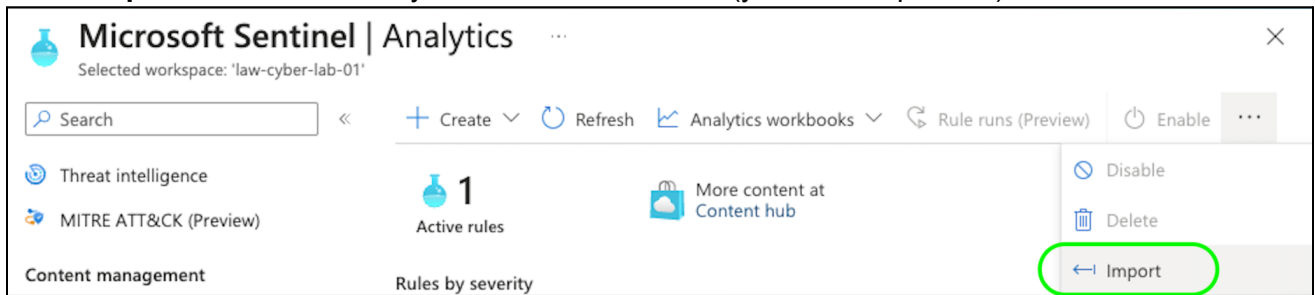 Microsoft Sentinel | Analytics ...
Selected workspace: 'law-cyber-lab-01'
Search « + Create Refresh Analytics workbooks Rule runs (Preview) Enable ...
Threat intelligence
MITRE ATT&CK (Preview)
Content management
1
Active rules
More content at
Content hub
Rules by severity
Disable
Delete
Import